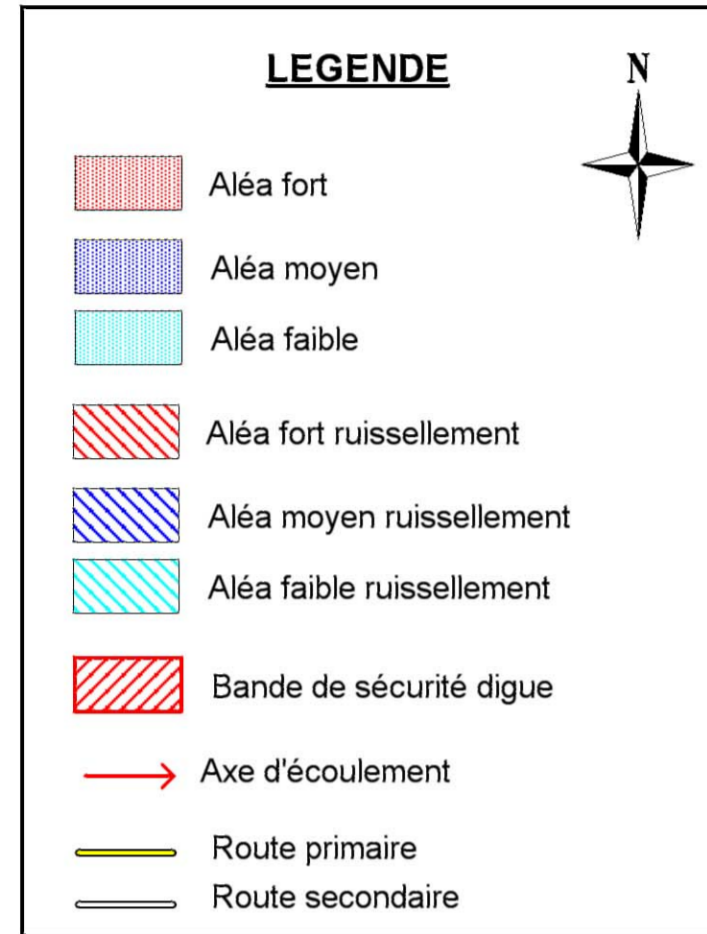 LEGENDE
N
Aléa fort
Aléa moyen
Aléa faible
Aléa fort ruissellement
Aléa moyen ruissellement
Aléa faible ruissellement
Bande de sécurité digue
Axe d'écoulement
Route primaire
Route secondaire